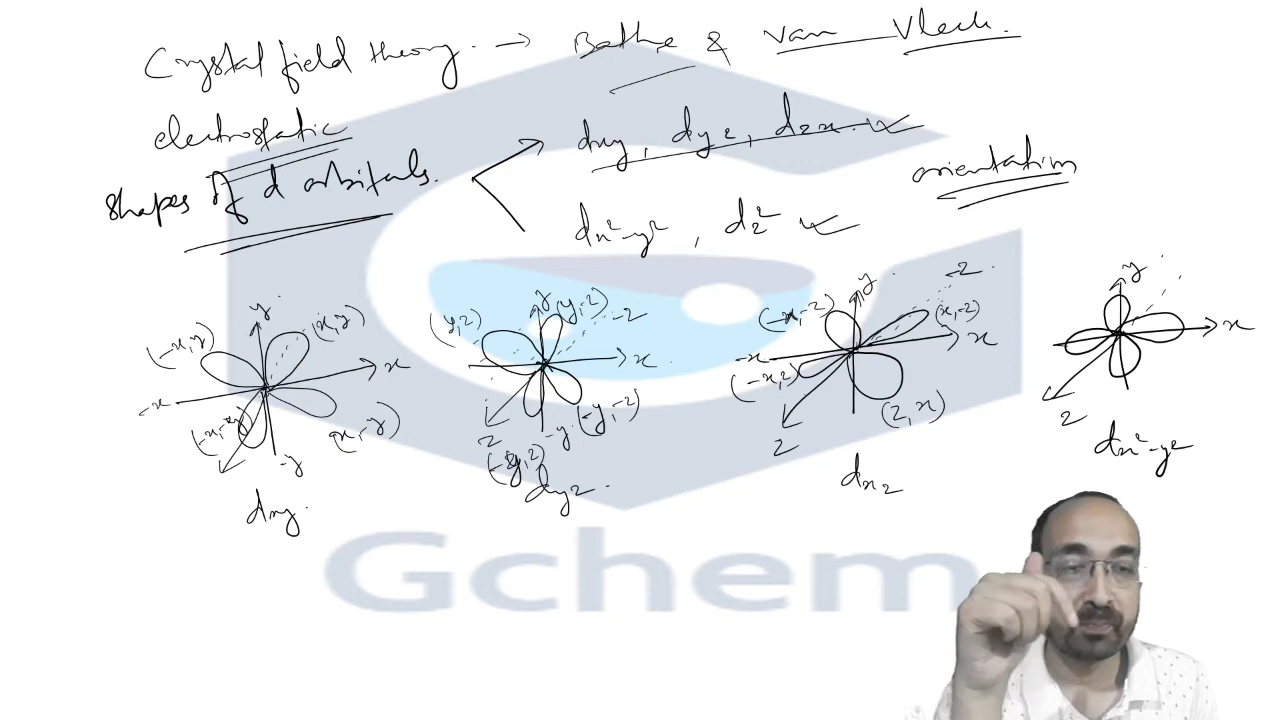 Crystal field theory. → Bethe & Van Vleck.
electrostatic
shapes of d orbitals.
dxy, dyz, dzx.
orientation
dx²-y², dz²
y
(-x,y)
(x,y)
x
-x
(-x,-y)
(x,-y)
-y
dxy.
y
(y,z)
(y,-z)
-z
x
z
-y
(-y,-z)
(-y,z)
dyz.
y
-z
(-x,-z)
(x,-z)
x
-x
(-x,z)
(z,x)
z
dxz
y
x
z
dx²-y²
Gchem